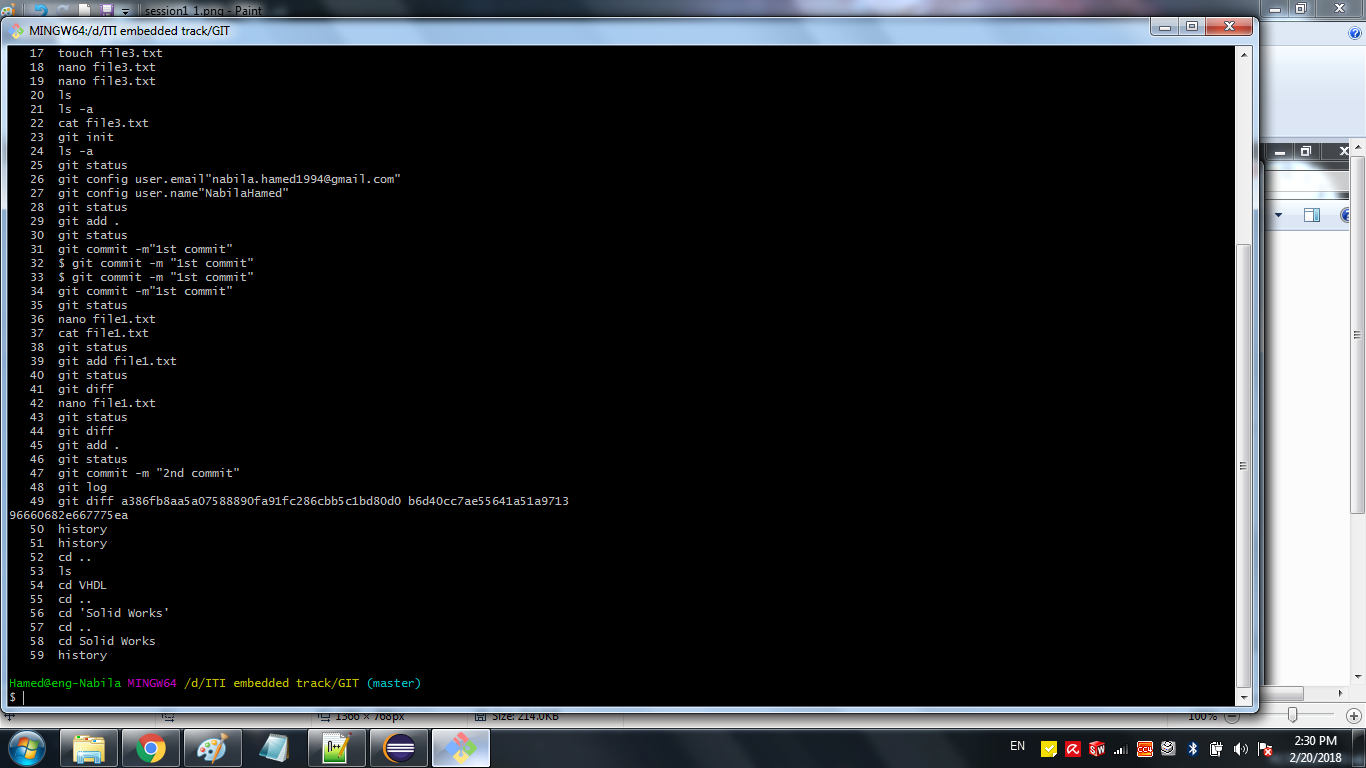 session1_1.png - Paint
MINGW64:/d/ITI embedded track/GIT
17 touch file3.txt
18 nano file3.txt
19 nano file3.txt
20 ls
21 ls -a
22 cat file3.txt
23 git init
24 ls -a
25 git status
26 git config user.email"nabila.hamed1994@gmail.com"
27 git config user.name"NabilaHamed"
28 git status
29 git add .
30 git status
31 git commit -m"1st commit"
32 $ git commit -m "1st commit"
33 $ git commit -m "1st commit"
34 git commit -m"1st commit"
35 git status
36 nano file1.txt
37 cat file1.txt
38 git status
39 git add file1.txt
40 git status
41 git diff
42 nano file1.txt
43 git status
44 git diff
45 git add .
46 git status
47 git commit -m "2nd commit"
48 git log
49 git diff a386fb8aa5a07588890fa91fc286cbb5c1bd80d0 b6d40cc7ae55641a51a9713
96660682e667775ea
50 history
51 history
52 cd ..
53 ls
54 cd VHDL
55 cd ..
56 cd 'Solid Works'
57 cd ..
58 cd Solid Works
59 history
Hamed@eng-Nabila MINGW64 /d/ITI embedded track/GIT (master)
$
1366 × 768px Size: 214.0KB 100%
EN 2:30 PM
2/20/2018